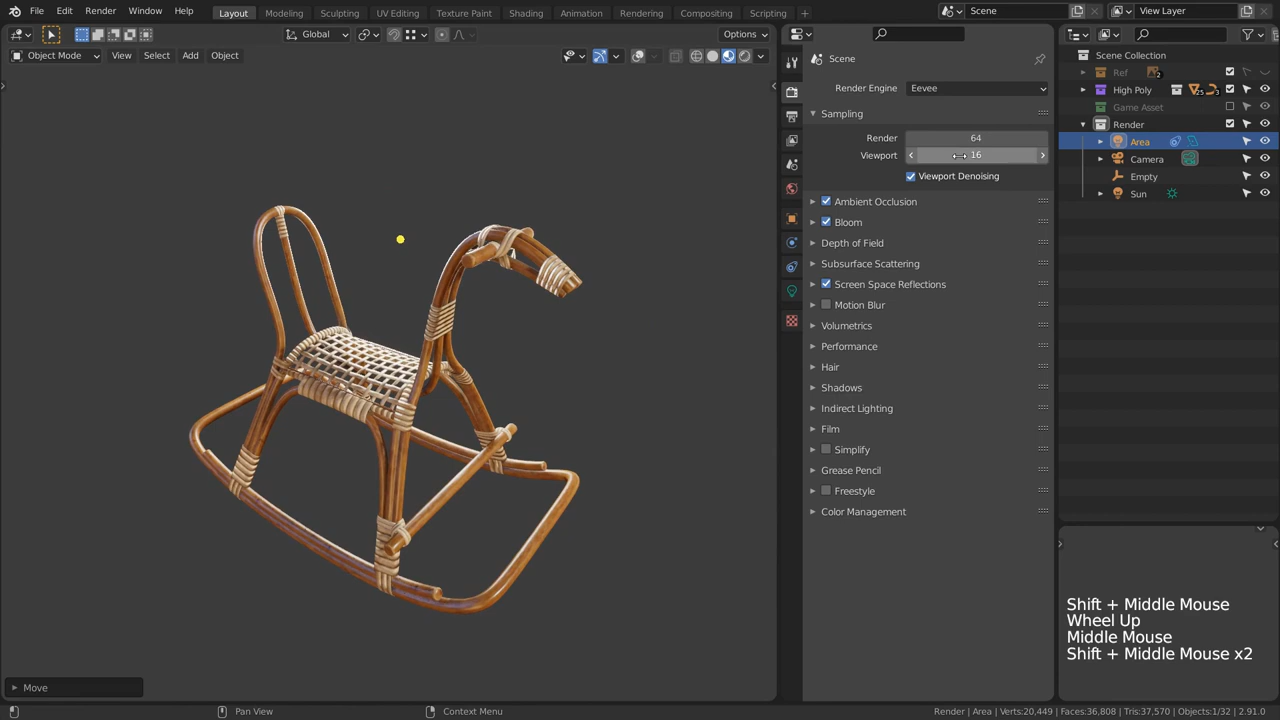 File Edit Render Window Help Layout Modeling Sculpting UV Editing Texture Paint Shading Animation Rendering Compositing Scripting Scene View Layer
Global Options
Object Mode View Select Add Object
Scene
Scene Collection
Ref 2
Render Engine Eevee
High Poly 25 3
Sampling
Game Asset
Render 64
Render
Viewport 16
Area
Camera
Viewport Denoising
Empty
Ambient Occlusion
Sun
Bloom
Depth of Field
Subsurface Scattering
Screen Space Reflections
Motion Blur
Volumetrics
Performance
Hair
Shadows
Indirect Lighting
Film
Simplify
Grease Pencil
Freestyle
Color Management
Shift + Middle Mouse
Wheel Up
Middle Mouse
Shift + Middle Mouse x2
Move
Pan View Context Menu Render | Area | Verts:20,449 | Faces:36,808 | Tris:37,570 | Objects:1/32 | 2.91.0